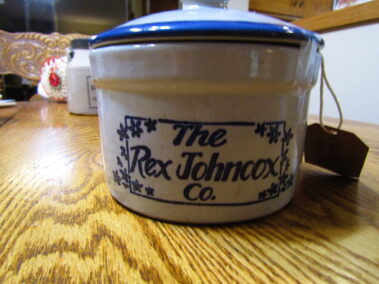 The
Rex Johncox
Co.